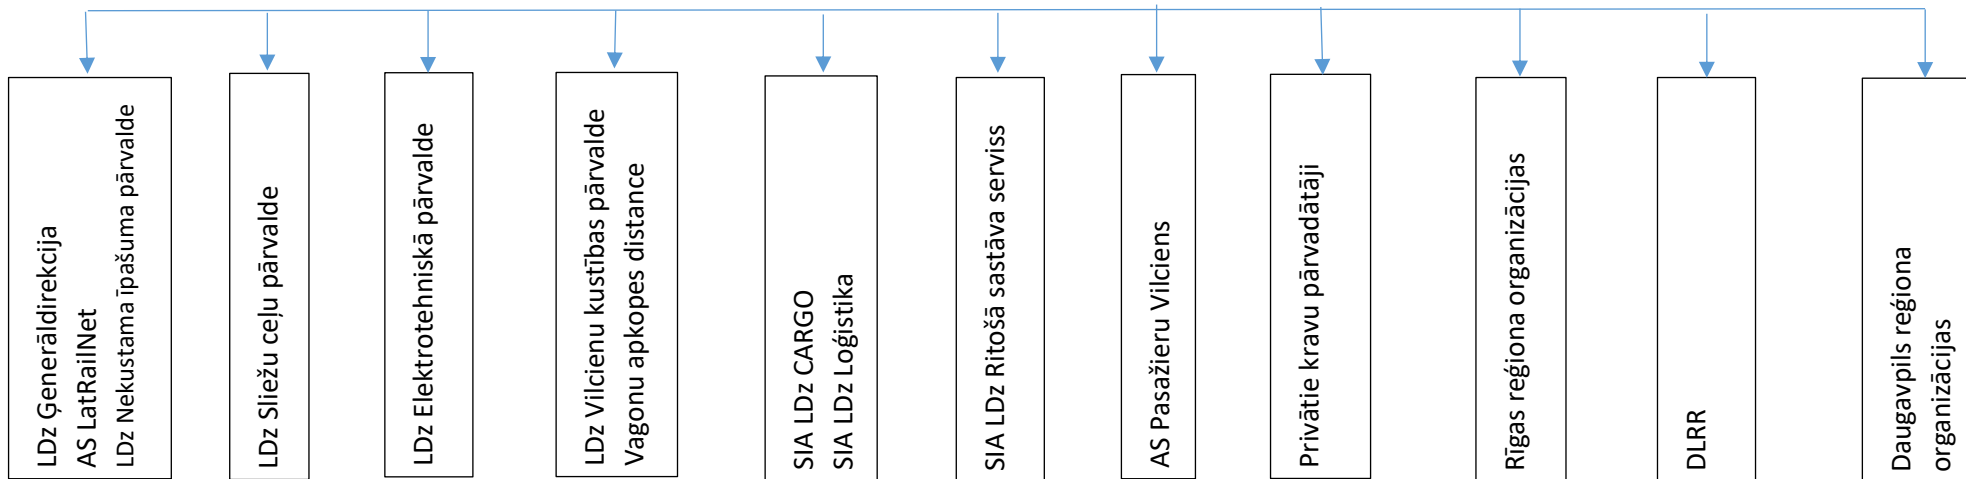 LDz Ģenerāldirekcija
AS LatRailNet
LDz Nekustama īpašuma pārvalde
LDz Sliežu ceļu pārvalde
LDz Elektrotehniskā pārvalde
LDz Vilcienu kustības pārvalde
Vagonu apkopes distance
SIA LDz CARGO
SIA LDz Loģistika
SIA LDz Ritošā sastāva serviss
AS Pasažieru Vilciens
Privātie kravu pārvadātāji
Rīgas reģiona organizācijas
DLRR
Daugavpils reģiona
organizācijas